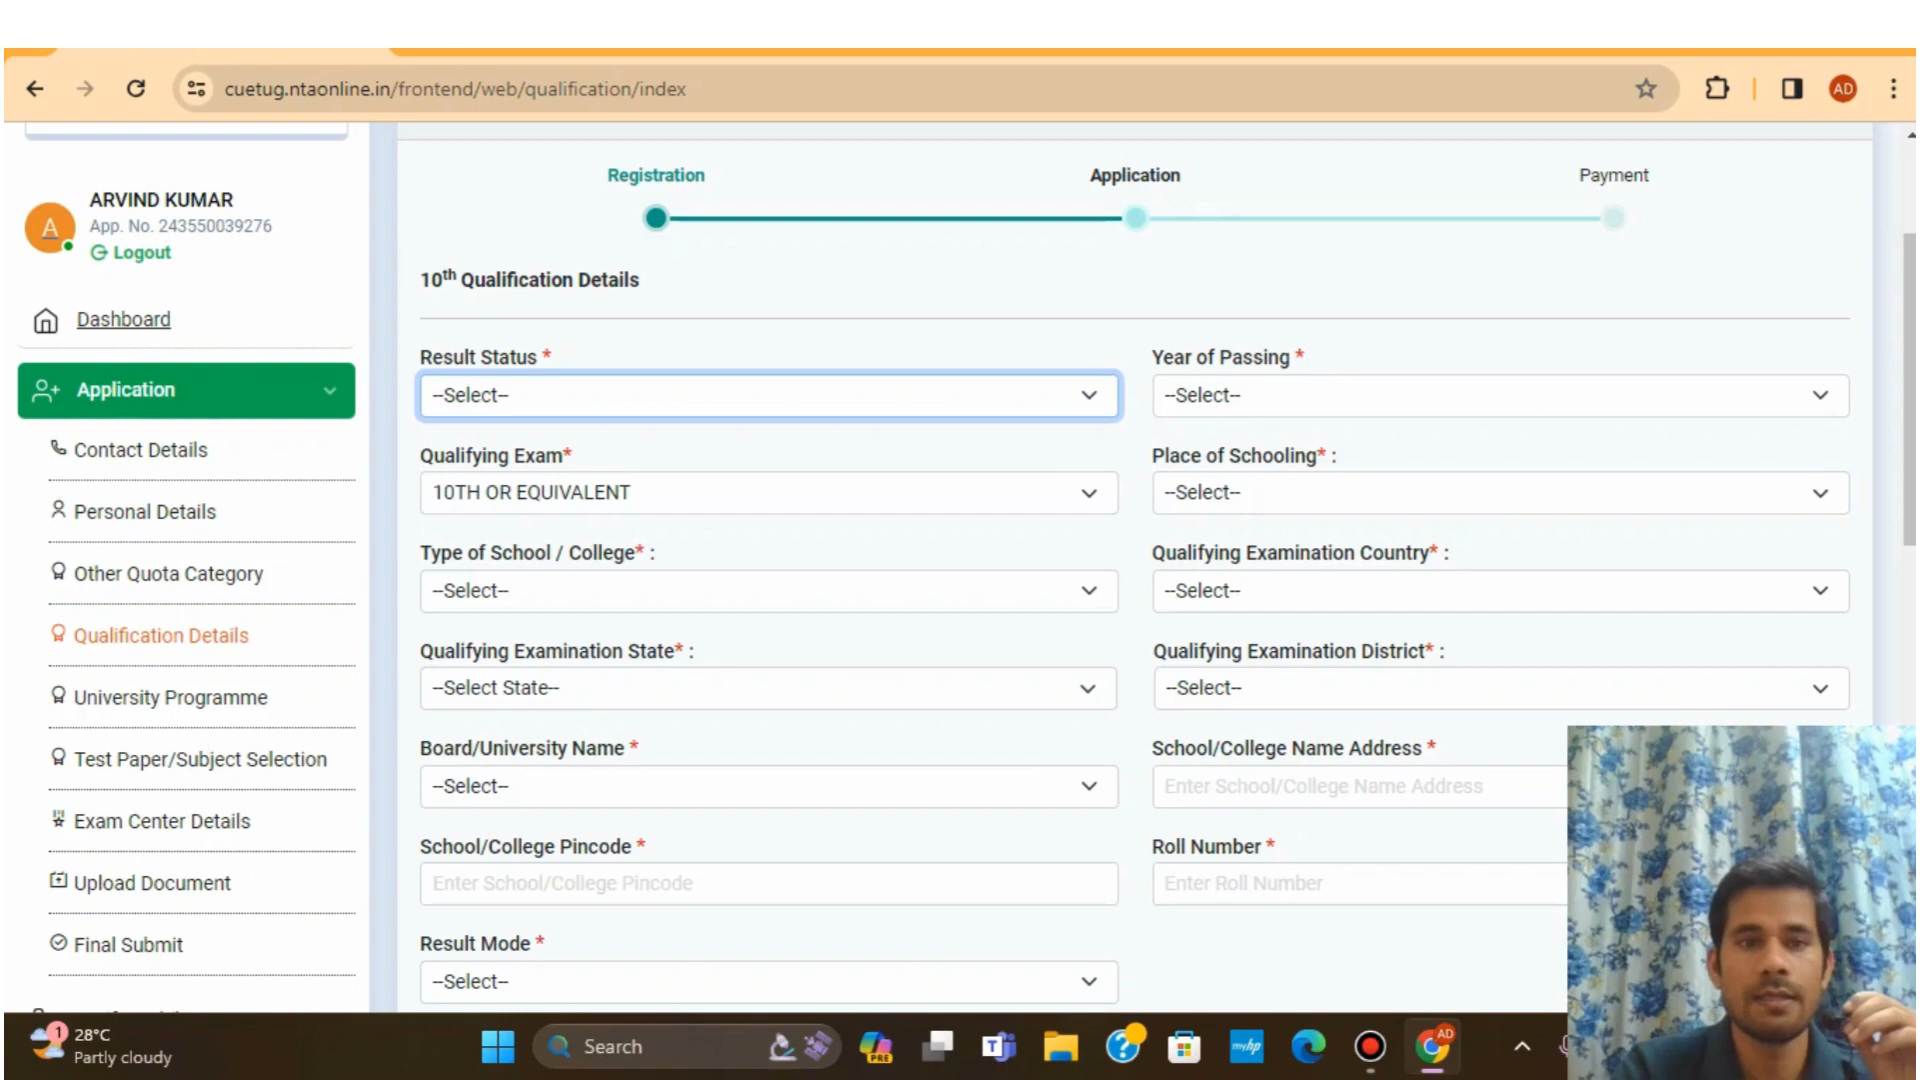 cuetug.ntaonline.in/frontend/web/qualification/index
AD
Registration
Application
Payment
A
ARVIND KUMAR
App. No. 243550039276
Logout
Dashboard
Application
Contact Details
Personal Details
Other Quota Category
Qualification Details
University Programme
Test Paper/Subject Selection
Exam Center Details
Upload Document
Final Submit
10th Qualification Details
Result Status *
--Select--
Year of Passing *
--Select--
Qualifying Exam*
10TH OR EQUIVALENT
Place of Schooling* :
--Select--
Type of School / College* :
--Select--
Qualifying Examination Country* :
--Select--
Qualifying Examination State* :
--Select State--
Qualifying Examination District* :
--Select--
Board/University Name *
--Select--
School/College Name Address *
Enter School/College Name Address
School/College Pincode *
Enter School/College Pincode
Roll Number *
Enter Roll Number
Result Mode *
--Select--
1
28°C
Partly cloudy
Search
PRE
T
myhp
AD